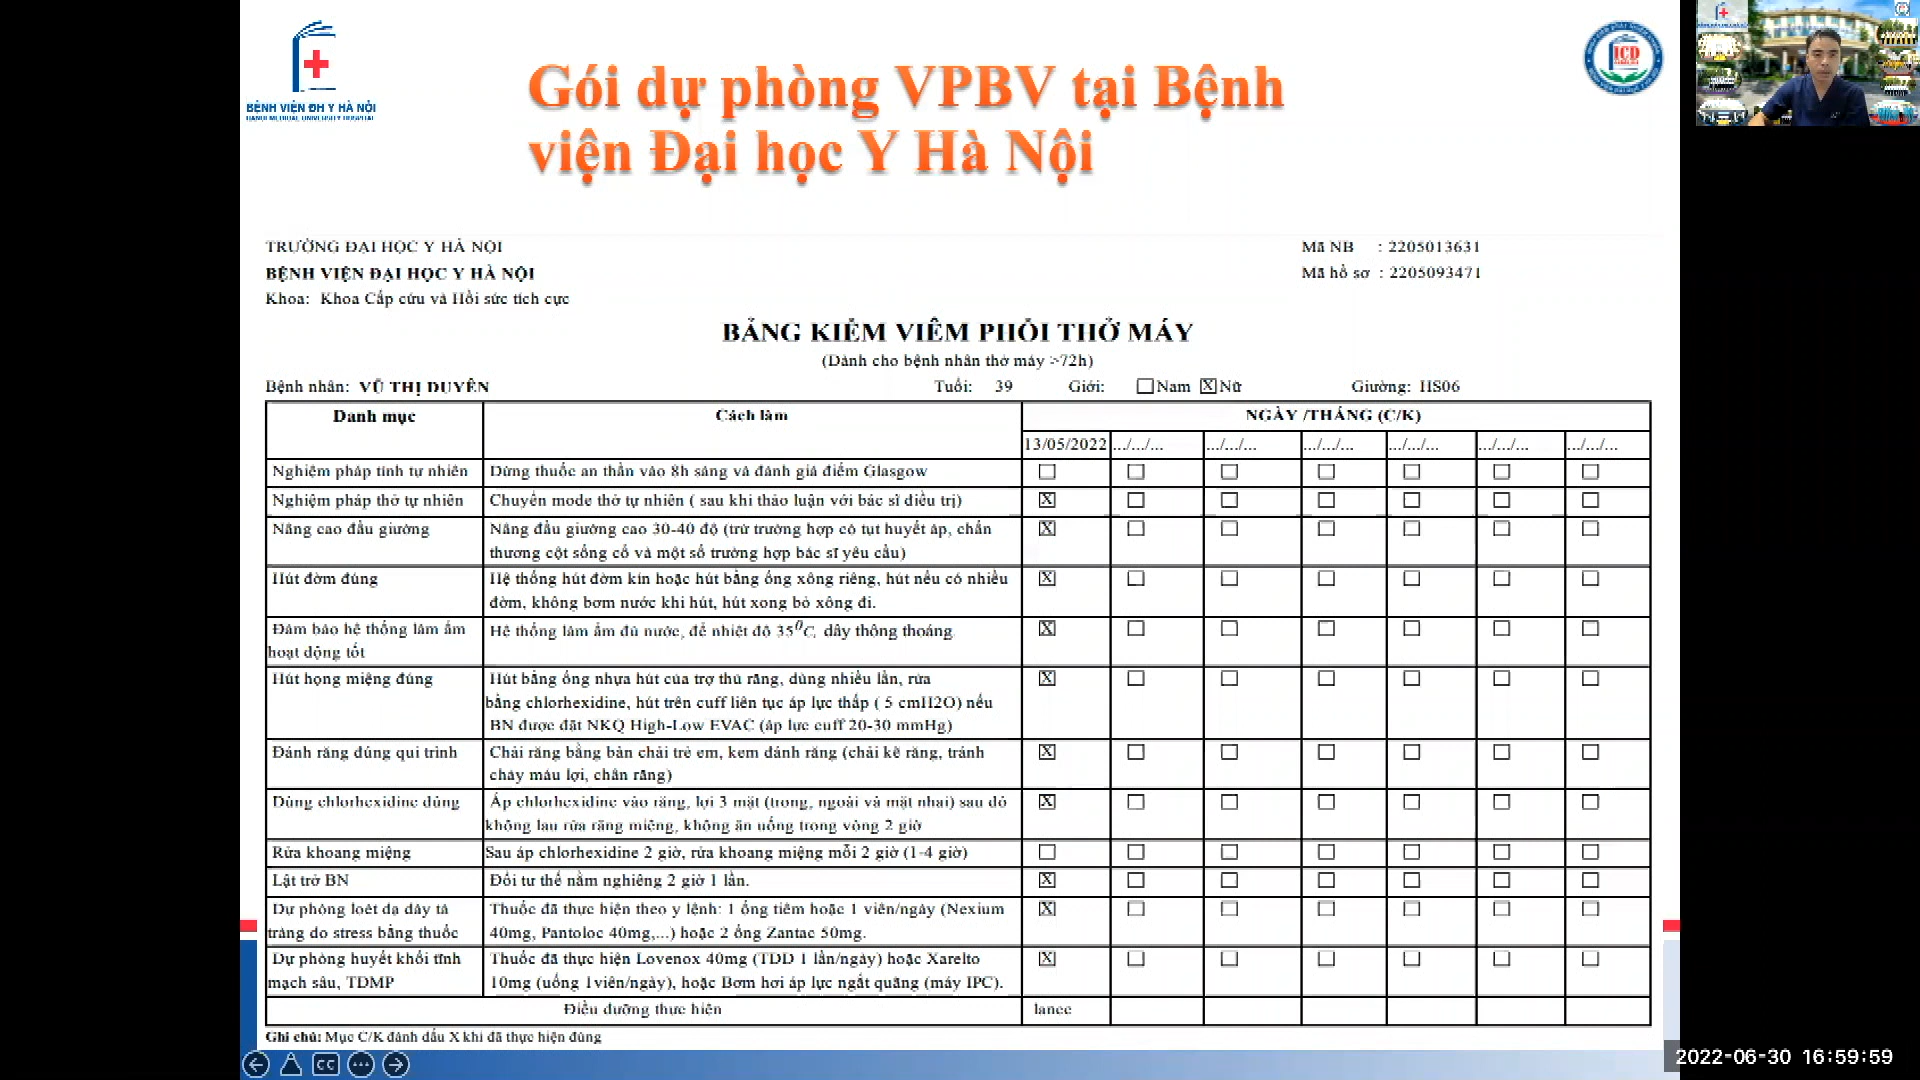 BỆNH VIỆN ĐH Y HÀ NỘI
HANOI MEDICAL UNIVERSITY HOSPITAL
ICD
Gói dự phòng VPBV tại Bệnh
viện Đại học Y Hà Nội
TRƯỜNG ĐẠI HỌC Y HÀ NỘI
Mã NB : 2205013631
BỆNH VIỆN ĐẠI HỌC Y HÀ NỘI
Mã hồ sơ : 2205093471
Khoa: Khoa Cấp cứu và Hồi sức tích cực
BẢNG KIỂM VIÊM PHỔI THỞ MÁY
(Dành cho bệnh nhân thở máy >72h)
Bệnh nhân: VŨ THỊ DUYÊN Tuổi: 39 Giới: Nam X Nữ Giường: HS06
Danh mục Cách làm NGÀY /THÁNG (C/K)
13/05/2022 .../.../... .../.../... .../.../... .../.../... .../.../... .../.../...
Nghiệm pháp tỉnh tự nhiên Dừng thuốc an thần vào 8h sáng và đánh giá điểm Glasgow
Nghiệm pháp thở tự nhiên Chuyển mode thở tự nhiên ( sau khi thảo luận với bác sĩ điều trị) X
Nâng cao đầu giường Nâng đầu giường cao 30-40 độ (trừ trường hợp có tụt huyết áp, chấn X
thương cột sống cổ và một số trường hợp bác sĩ yêu cầu)
Hút đờm đúng Hệ thống hút đờm kín hoặc hút bằng ống xông riêng, hút nếu có nhiều X
đờm, không bơm nước khi hút, hút xong bỏ xông đi.
Đảm bảo hệ thống làm ẩm Hệ thống làm ẩm đủ nước, để nhiệt độ 35⁰C, dây thông thoáng X
hoạt động tốt
Hút họng miệng đúng Hút bằng ống nhựa hút của trợ thủ răng, dùng nhiều lần, rửa X
bằng chlorhexidine, hút trên cuff liên tục áp lực thấp ( 5 cmH2O) nếu
BN được đặt NKQ High-Low EVAC (áp lực cuff 20-30 mmHg)
Đánh răng đúng qui trình Chải răng bằng bàn chải trẻ em, kem đánh răng (chải kẽ răng, tránh X
chảy máu lợi, chân răng)
Dùng chlorhexidine đúng Áp chlorhexidine vào răng, lợi 3 mặt (trong, ngoài và mặt nhai) sau đó X
không lau rửa răng miệng, không ăn uống trong vòng 2 giờ
Rửa khoang miệng Sau áp chlorhexidine 2 giờ, rửa khoang miệng mỗi 2 giờ (1-4 giờ)
Lật trở BN Đổi tư thế nằm nghiêng 2 giờ 1 lần. X
Dự phòng loét dạ dày tá Thuốc đã thực hiện theo y lệnh: 1 ống tiêm hoặc 1 viên/ngày (Nexium X
tràng do stress bằng thuốc 40mg, Pantoloc 40mg,...) hoặc 2 ống Zantac 50mg.
Dự phòng huyết khối tĩnh Thuốc đã thực hiện Lovenox 40mg (TDD 1 lần/ngày) hoặc Xarelto X
mạch sâu, TDMP 10mg (uống 1viên/ngày), hoặc Bơm hơi áp lực ngắt quãng (máy IPC).
Điều dưỡng thực hiện lance
Ghi chú: Mục C/K đánh dấu X khi đã thực hiện đúng
CC
2022-06-30 16:59:59